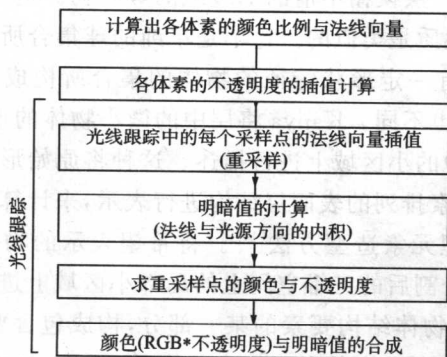 计算出各体素的颜色比例与法线向量
各体素的不透明度的插值计算
光线跟踪中的每个采样点的法线向量插值
(重采样)
明暗值的计算
(法线与光源方向的内积)
求重采样点的颜色与不透明度
颜色(RGB*不透明度)与明暗值的合成
光线跟踪